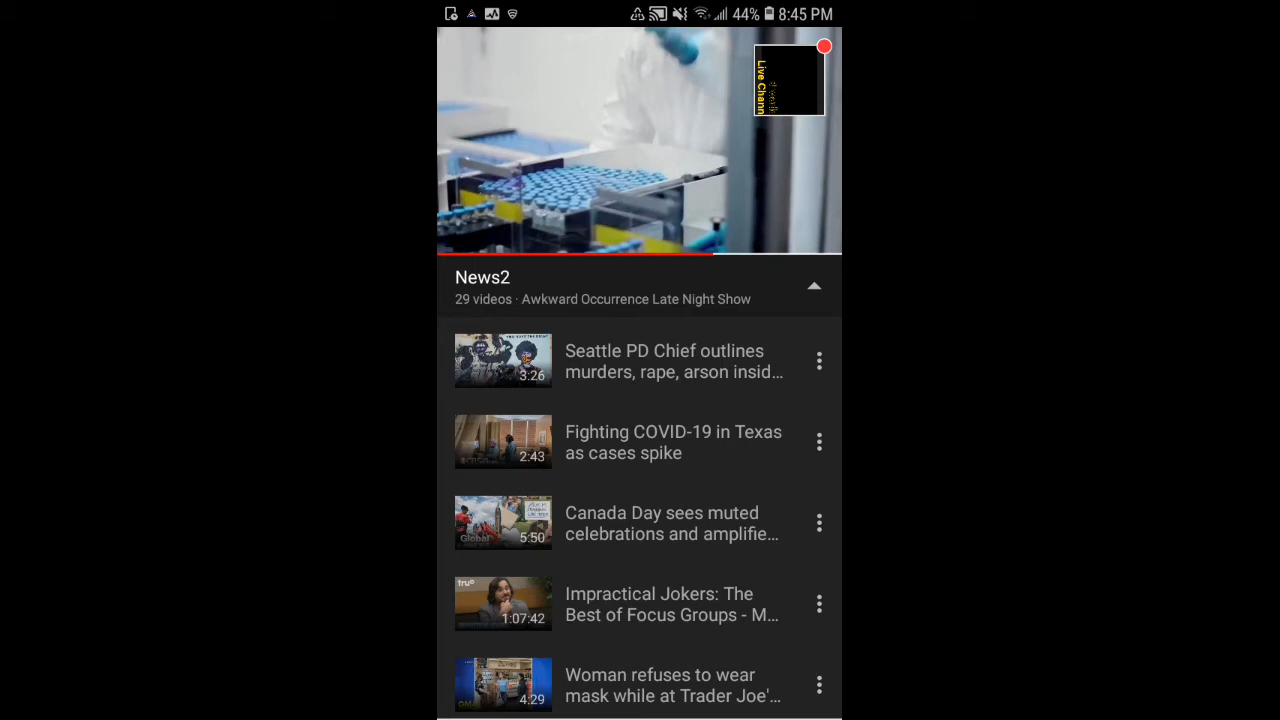 44% 8:45 PM
Live Chann
News2
29 videos · Awkward Occurrence Late Night Show
3:26
Seattle PD Chief outlines
murders, rape, arson insid...
2:43
Fighting COVID-19 in Texas
as cases spike
Global
5:50
Canada Day sees muted
celebrations and amplifie...
tru
1:07:42
Impractical Jokers: The
Best of Focus Groups - M...
4:29
Woman refuses to wear
mask while at Trader Joe'...